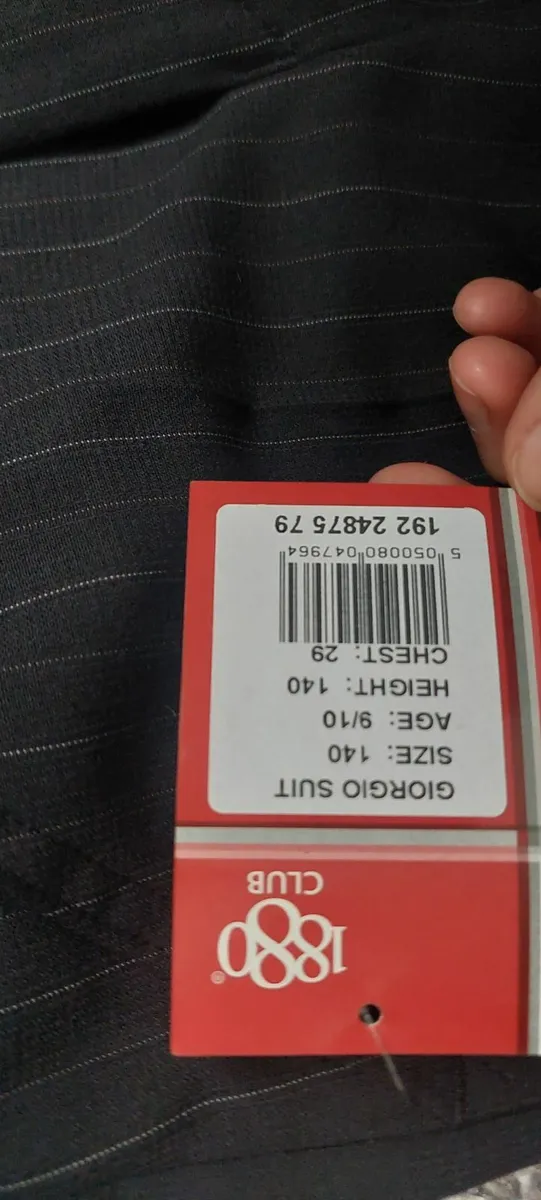 1880®
CLUB
GIORGIO SUIT
SIZE: 140
AGE: 9/10
HEIGHT: 140
CHEST: 29
5 050080 047964
192 24875 79